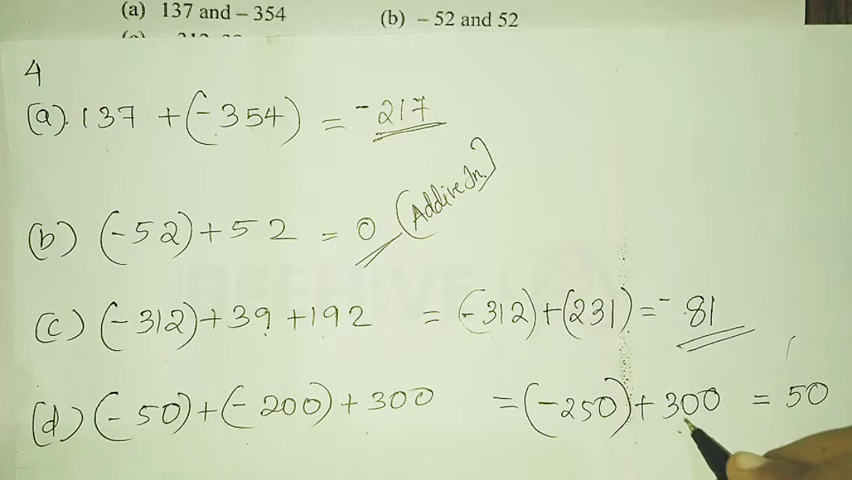 (a) 137 and – 354 (b) – 52 and 52
4
(a). 137 + (-354) = -217
(b) (-52) + 52 = 0 (Addive In.)
(c) (-312) + 39 + 192 = (-312) + (231) = -81
(d) (-50) + (-200) + 300 = (-250) + 300 = 50